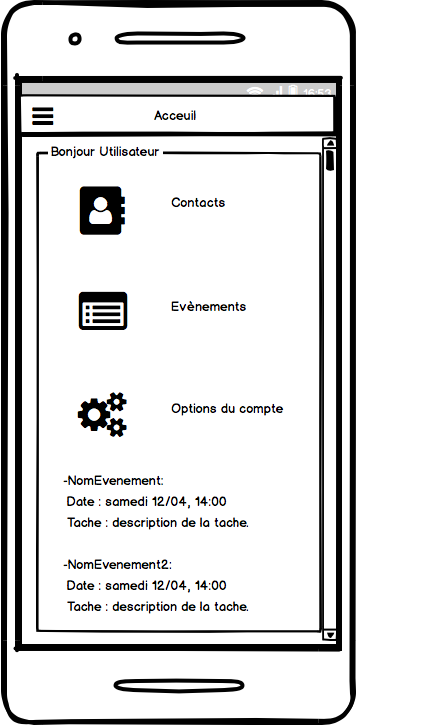 16:53
Acceuil
Bonjour Utilisateur
Contacts
Evènements
Options du compte
-NomEvenement:
Date : samedi 12/04, 14:00
Tache : description de la tache.
-NomEvenement2:
Date : samedi 12/04, 14:00
Tache : description de la tache.